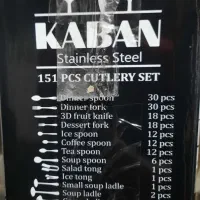 KABAN
Stainless Steel
151 PCS CUTLERY SET
Dinner spoon 30 pcs
Dinner fork 30 pcs
3D fruit knife 18 pcs
Dessert fork 18 pcs
Ice spoon 12 pcs
Coffee spoon 12 pcs
Tea spoon 12 pcs
Soup spoon 6 pcs
Salad tong 1 pcs
Ice tong 1 pcs
Small soup ladle 1 pcs
Soup ladle 2 pcs